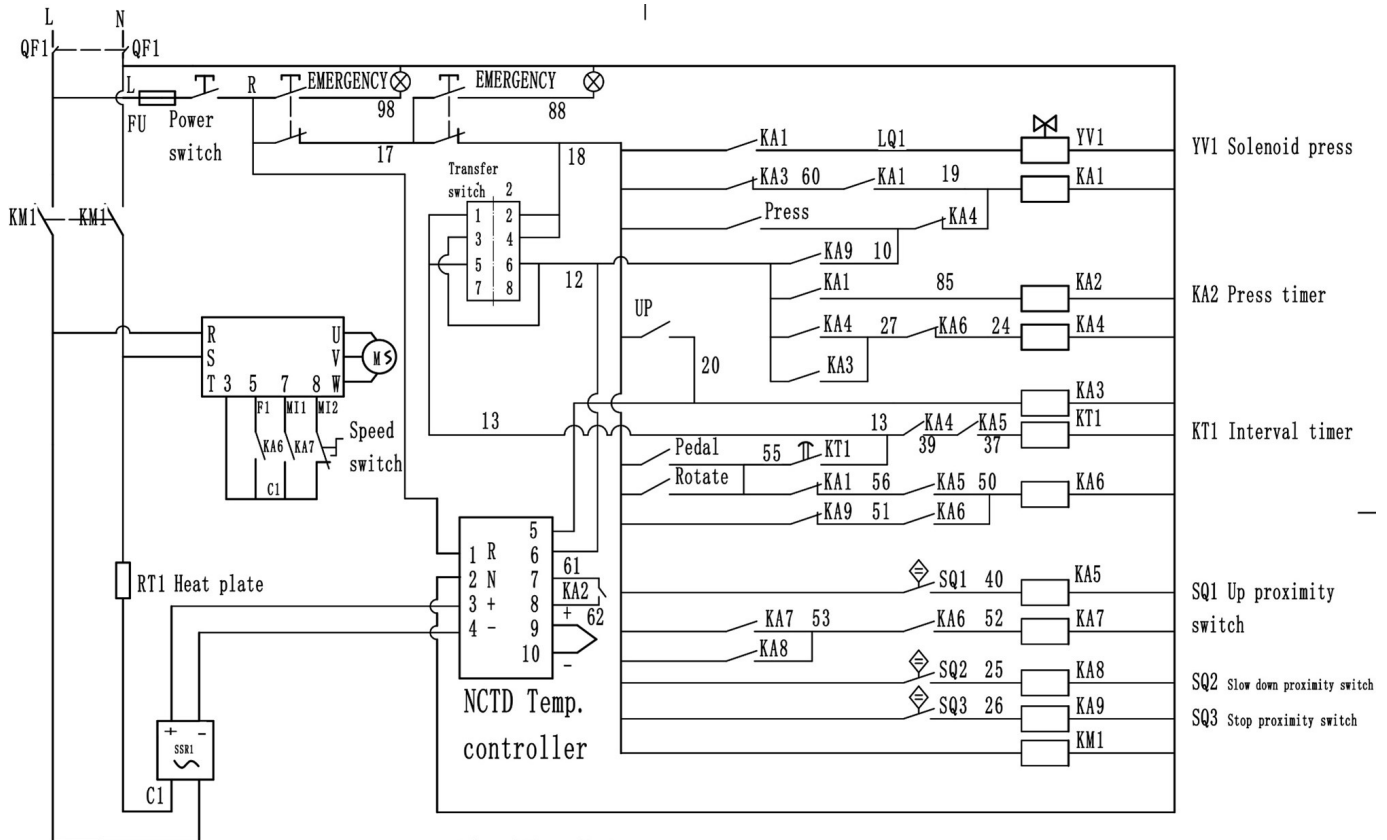 L N
QF1 QF1
L R EMERGENCY EMERGENCY
98 88
FU Power
switch
17 18
KA1 LQ1 YV1 YV1 Solenoid press
Transfer
switch 2
KA3 60 KA1 19 KA1
1 2
3 4
5 6
7 8
KM1 KM1
Press KA4
KA9 10
12
KA1 85 KA2 KA2 Press timer
UP
KA4 27 KA6 24 KA4
20
KA3
R U
S V MS
T 3 5 7 8 W
F1 MI1 MI2
KA6 KA7 Speed
switch
C1
KA3
13 13 KA4 KA5 KT1 KT1 Interval timer
39 37
Pedal 55 KT1
Rotate KA1 56 KA5 50 KA6
KA9 51 KA6
RT1 Heat plate
1 R 5
2 N 6
3 + 7
4 - 8
9
10
61
KA2
+ 62
-
NCTD Temp.
controller
SQ1 40 KA5 SQ1 Up proximity
switch
KA7 53 KA6 52 KA7
KA8
SQ2 25 KA8 SQ2 Slow down proximity switch
SQ3 26 KA9 SQ3 Stop proximity switch
KM1
+ -
SSR1
C1